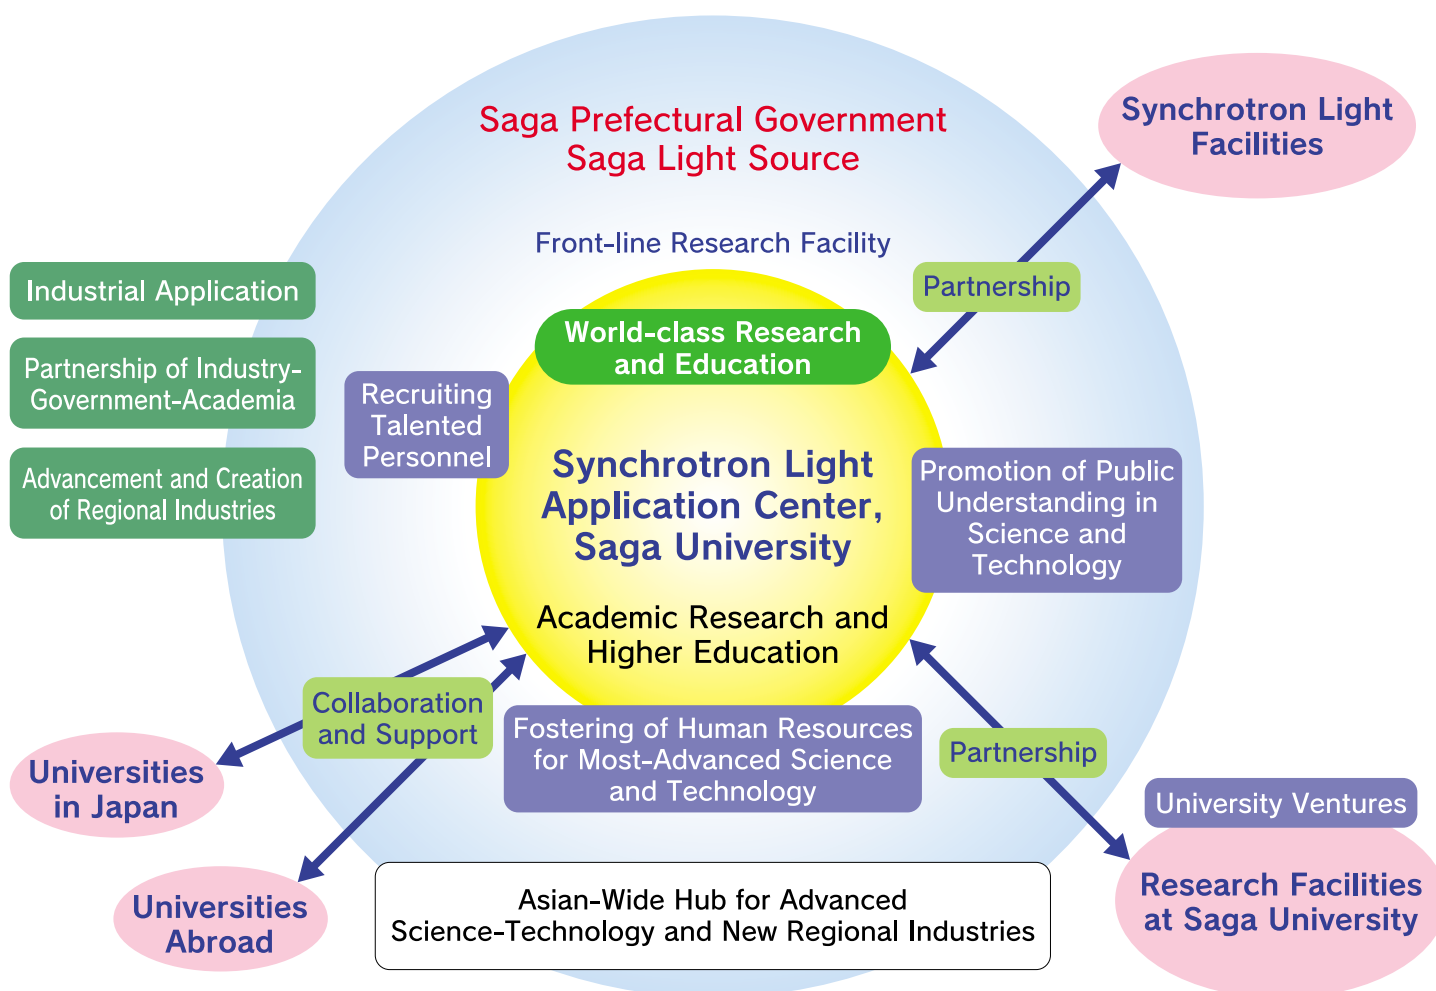 Saga Prefectural Government
Saga Light Source
Synchrotron Light
Facilities
Front-line Research Facility
Partnership
Industrial Application
World-class Research
and Education
Partnership of Industry-
Government-Academia
Recruiting
Talented
Personnel
Advancement and Creation
of Regional Industries
Synchrotron Light
Application Center,
Saga University
Promotion of Public
Understanding in
Science and
Technology
Academic Research and
Higher Education
Collaboration
and Support
Fostering of Human Resources
for Most-Advanced Science
and Technology
Partnership
Universities
in Japan
University Ventures
Universities
Abroad
Asian-Wide Hub for Advanced
Science-Technology and New Regional Industries
Research Facilities
at Saga University